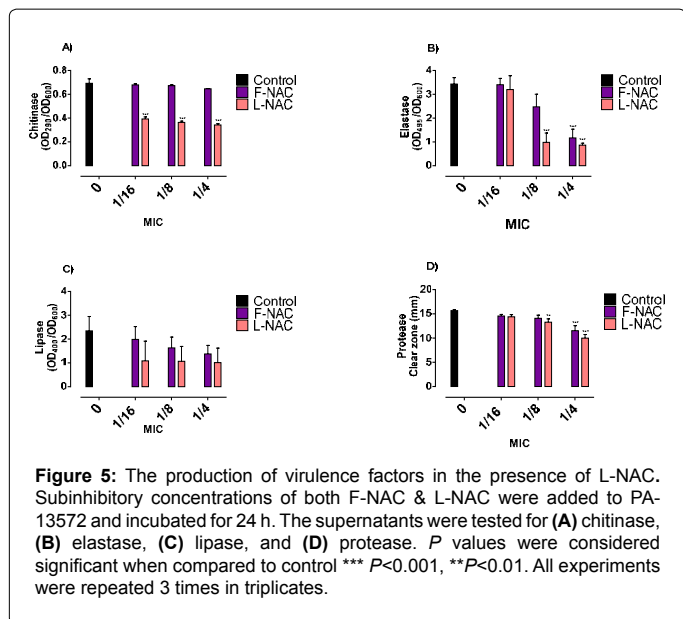 A)
Chitinase
(OD290/OD600)
0.8
0.6
0.4
0.2
0.0
Control
F-NAC
L-NAC
***
***
***
0
1/16
1/8
1/4
MIC
B)
Elastase
(OD495/OD600)
4
3
2
1
0
Control
F-NAC
L-NAC
***
***
***
0
1/16
1/8
1/4
MIC
C)
Lipase
(OD400/OD600)
3
2
1
0
Control
F-NAC
L-NAC
0
1/16
1/8
1/4
MIC
D)
Protease
Clear zone (mm)
20
15
10
5
0
Control
F-NAC
L-NAC
**
***
***
0
1/16
1/8
1/4
MIC
Figure 5: The production of virulence factors in the presence of L-NAC.
Subinhibitory concentrations of both F-NAC & L-NAC were added to PA-
13572 and incubated for 24 h. The supernatants were tested for (A) chitinase,
(B) elastase, (C) lipase, and (D) protease. P values were considered
significant when compared to control *** P<0.001, **P<0.01. All experiments
were repeated 3 times in triplicates.